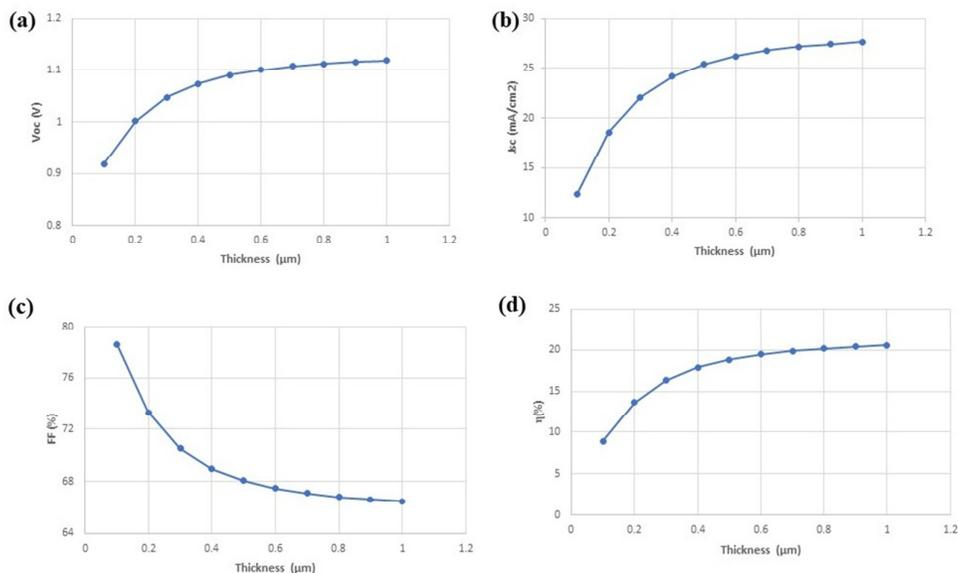 (a)
1.2
1.1
1
0.9
0.8
Voc (V)
0 0.2 0.4 0.6 0.8 1 1.2
Thickness (μm)
(b)
30
25
20
15
10
Jsc (mA/cm2)
0 0.2 0.4 0.6 0.8 1 1.2
Thickness (μm)
(c)
80
76
72
68
64
FF (%)
0 0.2 0.4 0.6 0.8 1 1.2
Thickness (μm)
(d)
25
20
15
10
5
0
η(%)
0 0.2 0.4 0.6 0.8 1 1.2
Thickness (μm)